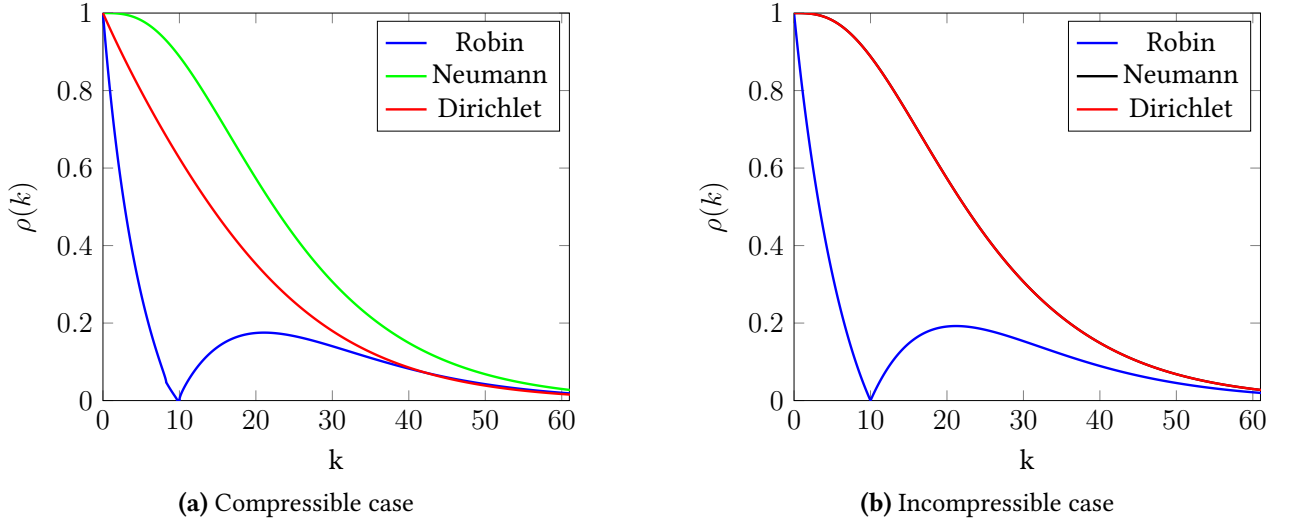 1
0.8
0.6
0.4
0.2
0
0 10 20 30 40 50 60
ρ(k)
k
Robin
Neumann
Dirichlet
(a) Compressible case
1
0.8
0.6
0.4
0.2
0
0 10 20 30 40 50 60
ρ(k)
k
Robin
Neumann
Dirichlet
(b) Incompressible case